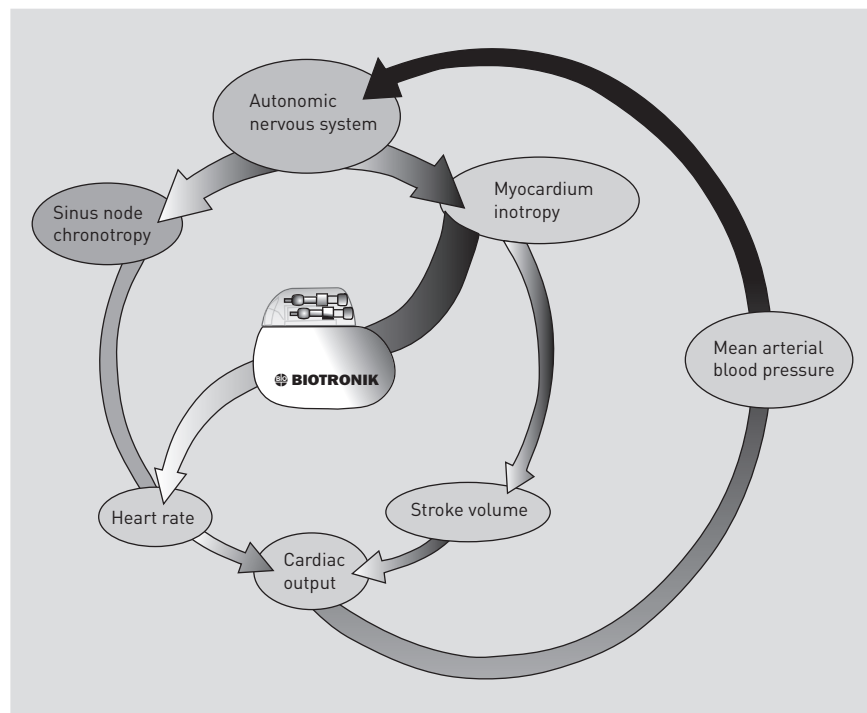 Autonomic
nervous system
Myocardium
inotropy
Sinus node
chronotropy
Mean arterial
blood pressure
BIOTRONIK
Heart rate
Stroke volume
Cardiac
output